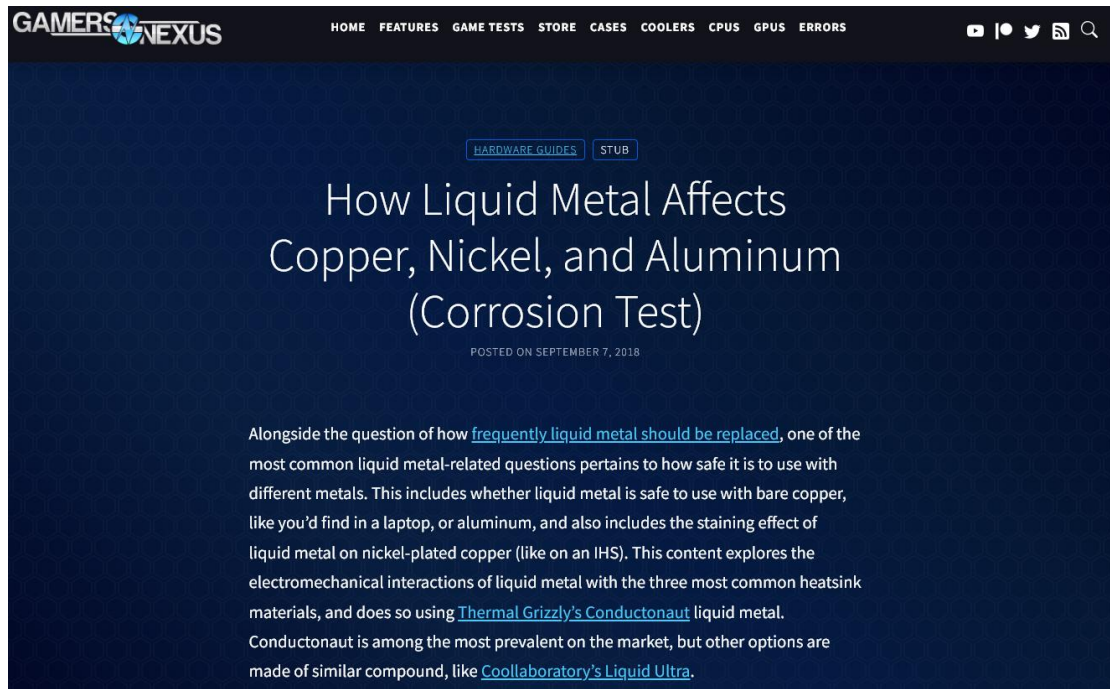 GAMERS NEXUS
HOME FEATURES GAME TESTS STORE CASES COOLERS CPUS GPUS ERRORS
HARDWARE GUIDES STUB
How Liquid Metal Affects
Copper, Nickel, and Aluminum
(Corrosion Test)
POSTED ON SEPTEMBER 7, 2018
Alongside the question of how frequently liquid metal should be replaced, one of the
most common liquid metal-related questions pertains to how safe it is to use with
different metals. This includes whether liquid metal is safe to use with bare copper,
like you’d find in a laptop, or aluminum, and also includes the staining effect of
liquid metal on nickel-plated copper (like on an IHS). This content explores the
electromechanical interactions of liquid metal with the three most common heatsink
materials, and does so using Thermal Grizzly’s Conductonaut liquid metal.
Conductonaut is among the most prevalent on the market, but other options are
made of similar compound, like Coollaboratory’s Liquid Ultra.